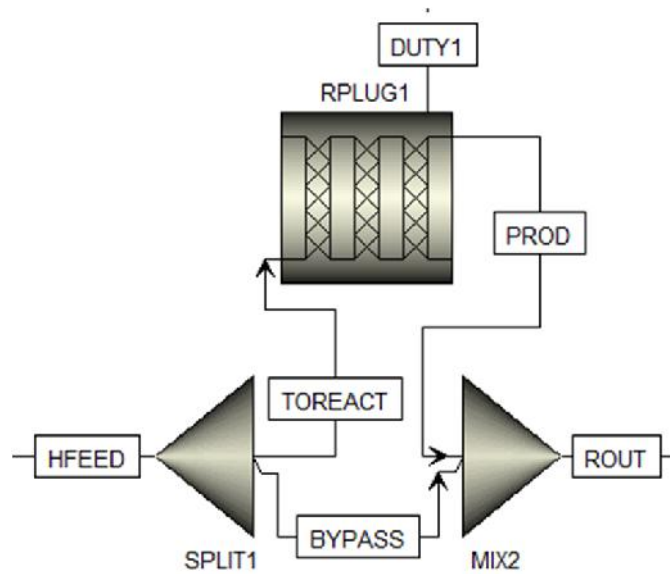 DUTY1
RPLUG1
PROD
TOREACT
HFEED
ROUT
BYPASS
SPLIT1
MIX2